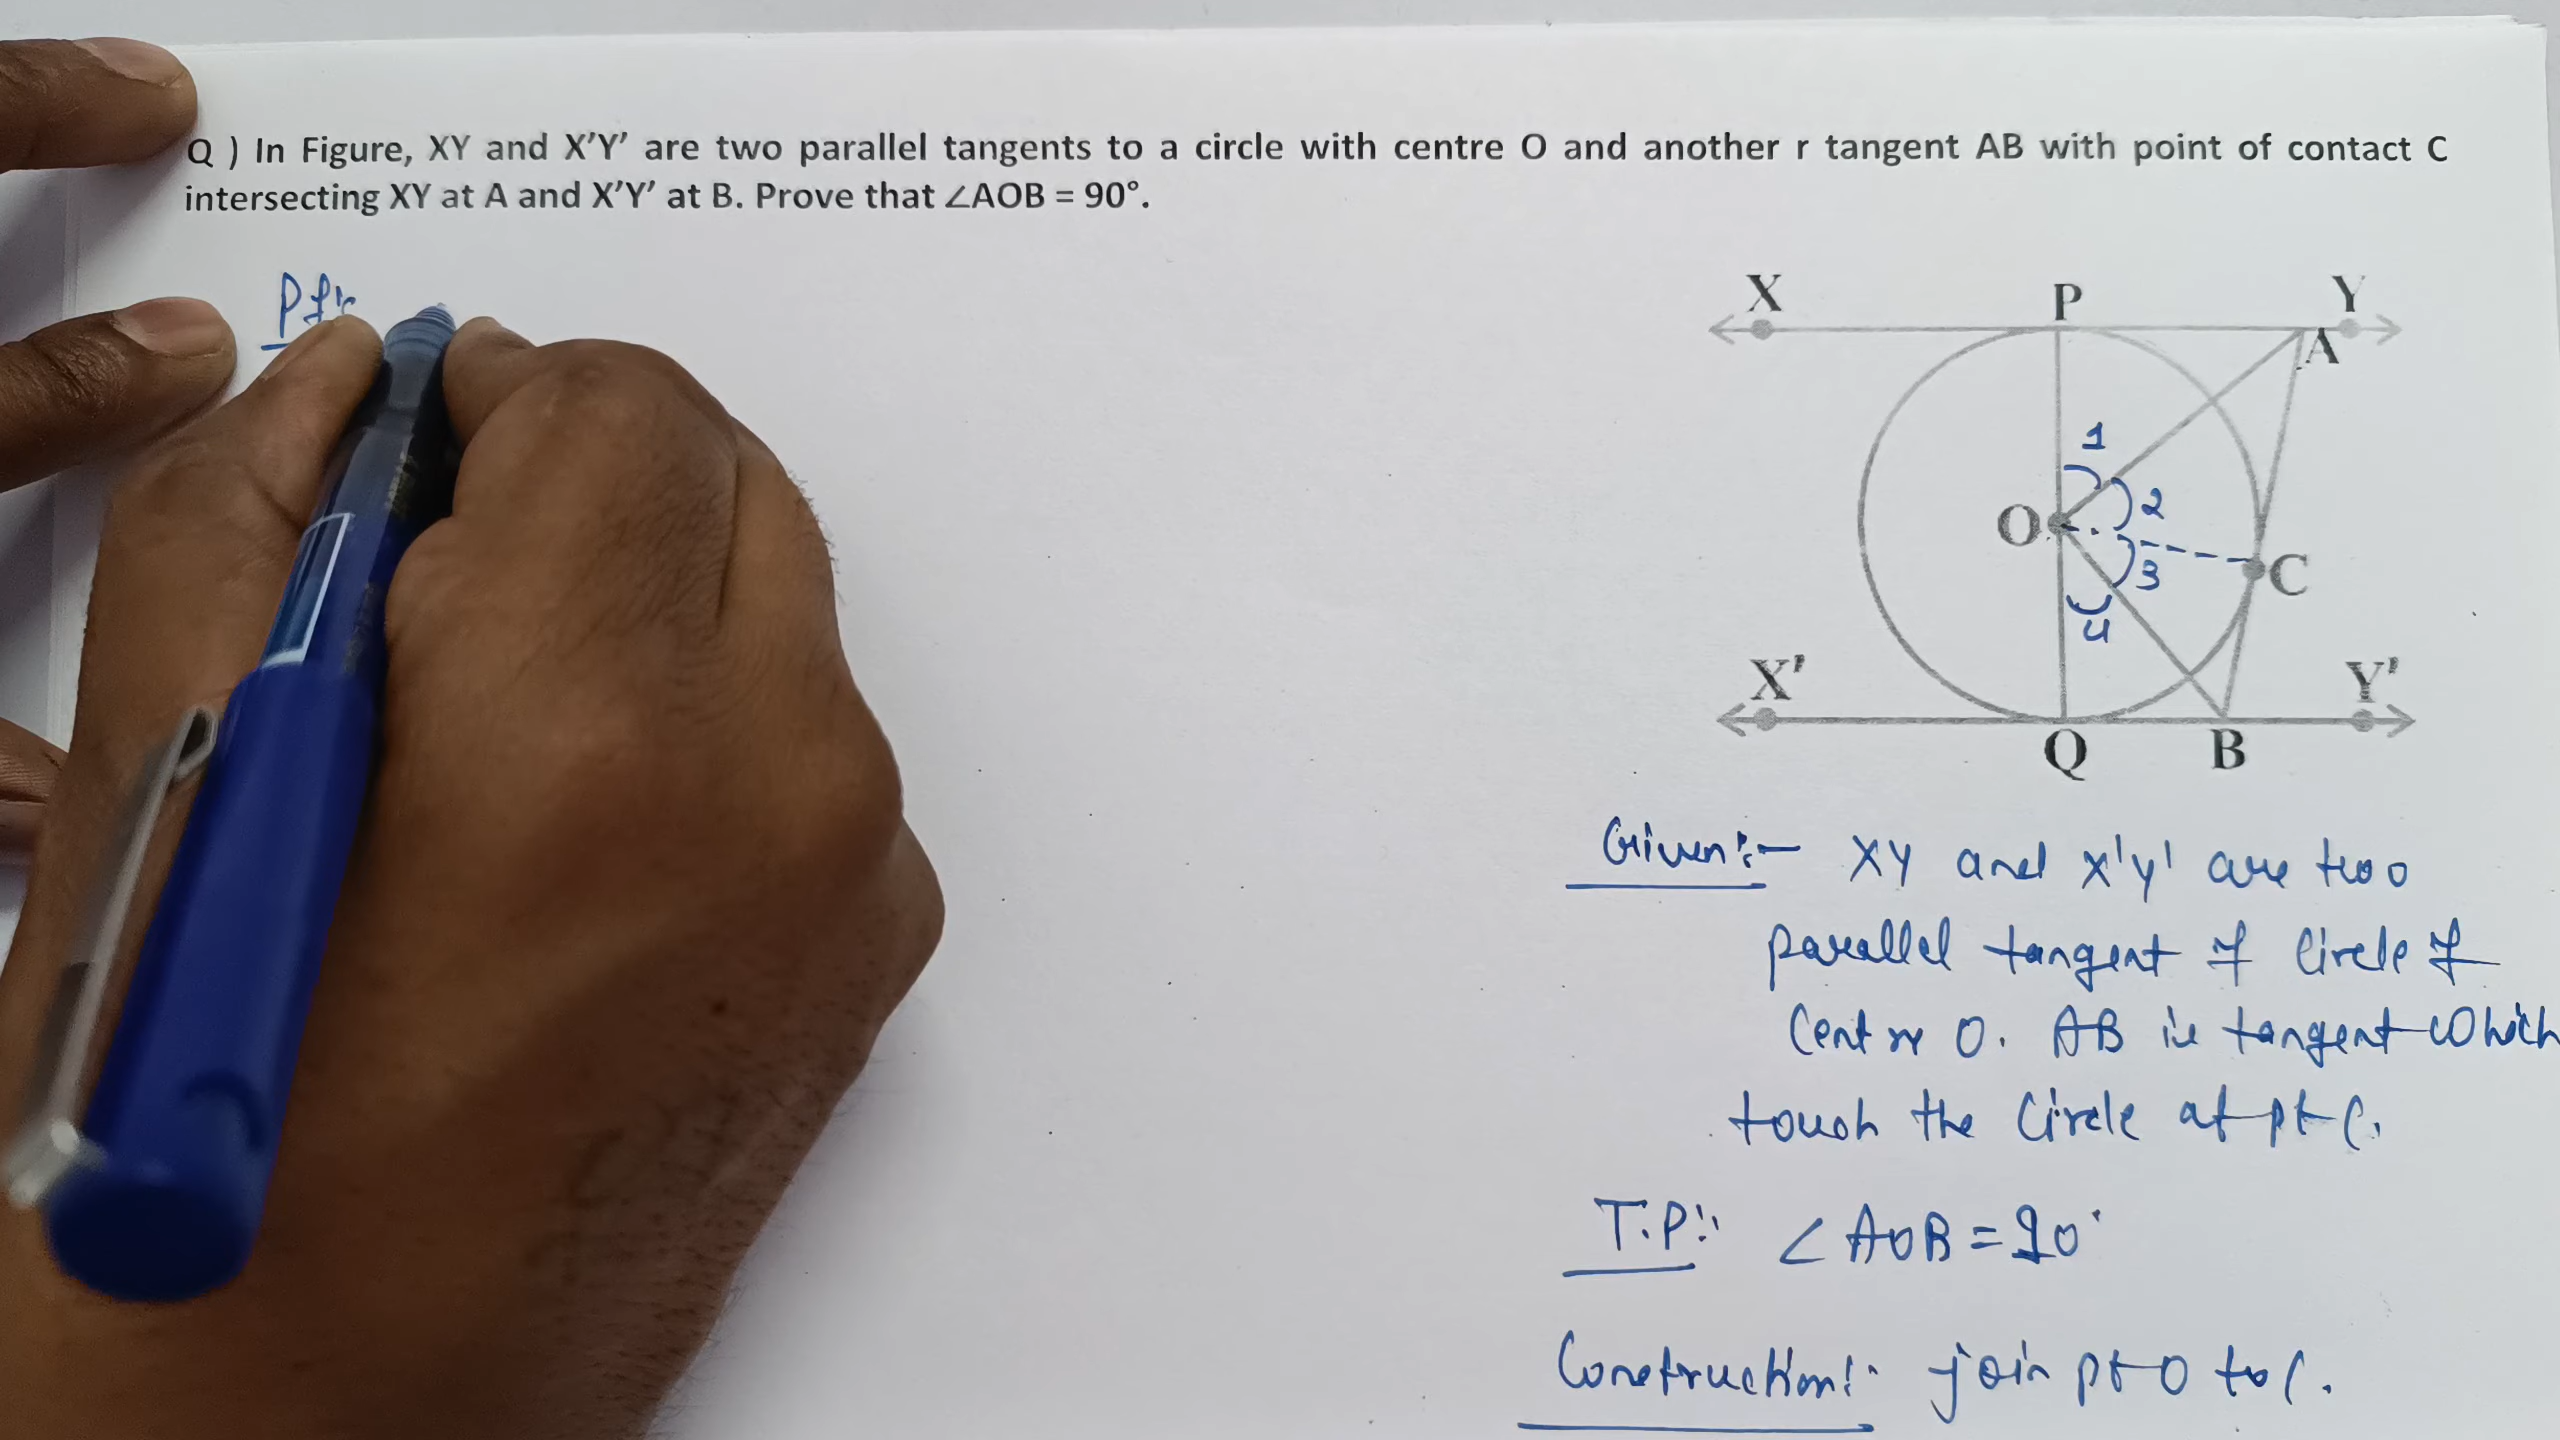 Q ) In Figure, XY and X’Y’ are two parallel tangents to a circle with centre O and another r tangent AB with point of contact C
intersecting XY at A and X’Y’ at B. Prove that ∠AOB = 90°.
Pf:
X
P
Y
A
1
2
O
C
3
4
X'
Y'
Q
B
Given:- XY and x'y' are two
parallel tangent of Circle of
Centre O. AB is tangent which
touch the Circle at pt C.
T.P:- ∠AOB = 90°
Construction:- join pt O to C.